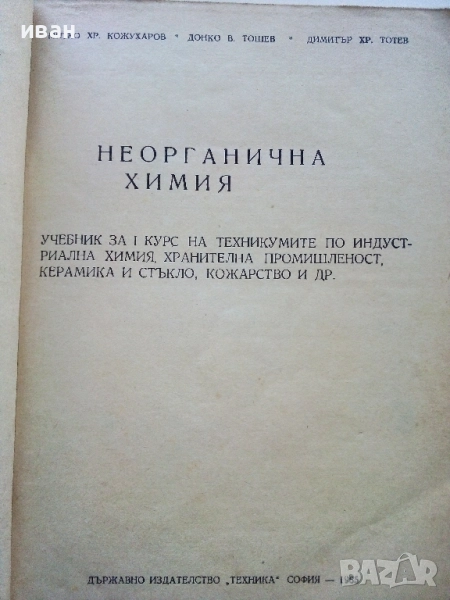 иван
ХР. КОЖУХАРОВ * ДОНКО В. ТОШЕВ * ДИМИТЪР ХР. ТОТЕВ
НЕОРГАНИЧНА
ХИМИЯ
УЧЕБНИК ЗА I КУРС НА ТЕХНИКУМИТЕ ПО ИНДУСТ-
РИАЛНА ХИМИЯ, ХРАНИТЕЛНА ПРОМИШЛЕНОСТ,
КЕРАМИКА И СТЪКЛО, КОЖАРСТВО И ДР.
ДЪРЖАВНО ИЗДАТЕЛСТВО „ТЕХНИКА“ СОФИЯ —
BAZAR